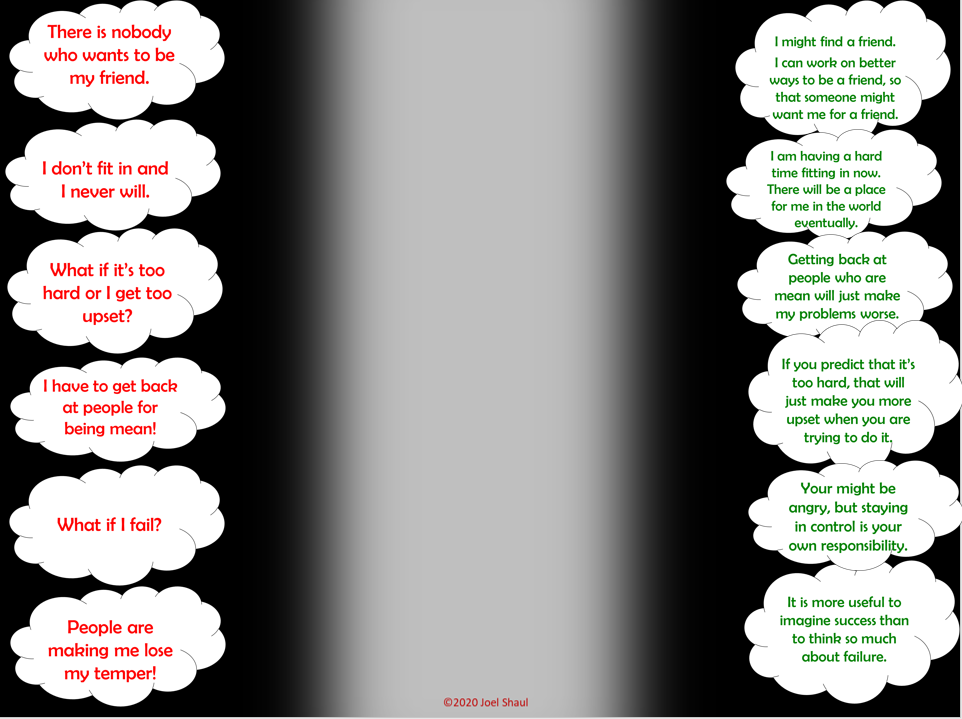 There is nobody
who wants to be
my friend.
I don't fit in and
I never will.
What if it's too
hard or I get too
upset?
I have to get back
at people for
being mean!
What if I fail?
People are
making me lose
my temper!
I might find a friend.
I can work on better
ways to be a friend, so
that someone might
want me for a friend.
I am having a hard
time fitting in now.
There will be a place
for me in the world
eventually.
Getting back at
people who are
mean will just make
my problems worse.
If you predict that it's
too hard, that will
just make you more
upset when you are
trying to do it.
Your might be
angry, but staying
in control is your
own responsibility.
It is more useful to
imagine success than
to think so much
about failure.
©2020 Joel Shaul